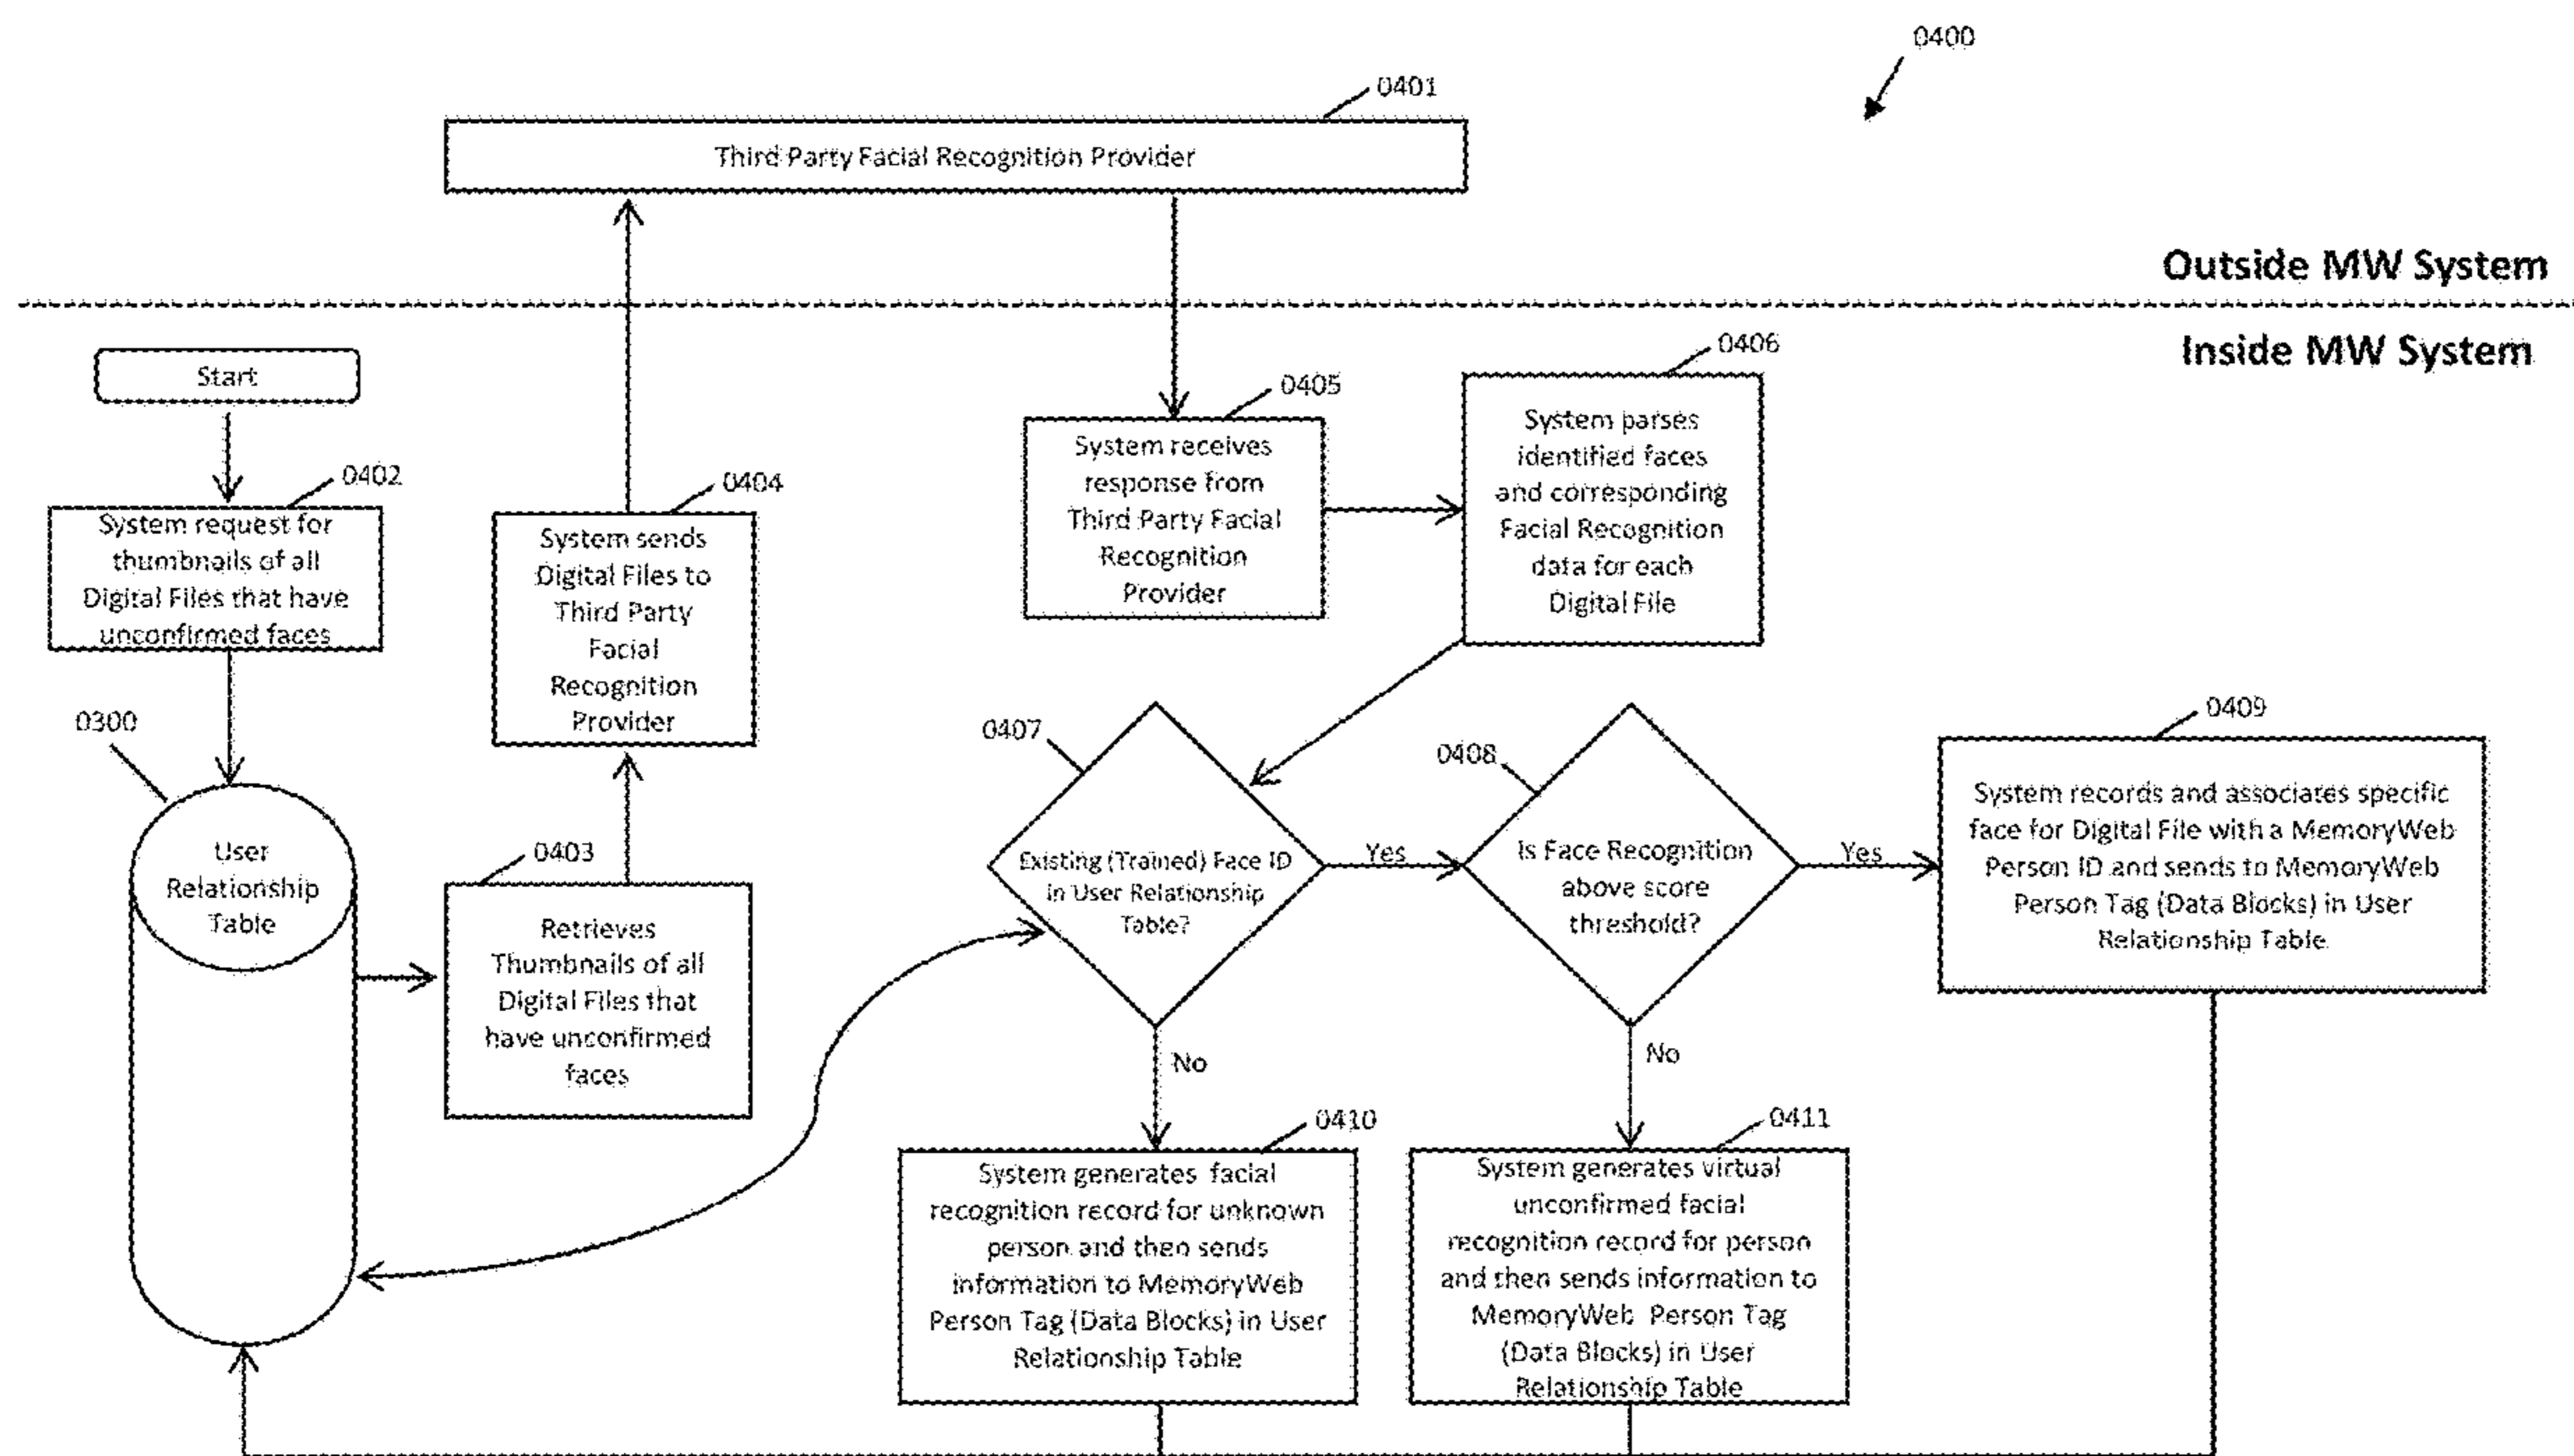 0400
0401
Third Party Facial Recognition Provider
Outside MW System
Inside MW System
Start
0402
System request for
thumbnails of all
Digital Files that have
unconfirmed faces
0300
User
Relationship
Table
0403
Retrieves
Thumbnails of all
Digital Files that
have unconfirmed
faces
0404
System sends
Digital Files to
Third Party
Facial
Recognition
Provider
0405
System receives
response from
Third Party Facial
Recognition
Provider
0406
System parses
identified faces
and corresponding
Facial Recognition
data for each
Digital File
0407
Existing (Trained) Face ID
in User Relationship
Table?
Yes
No
0408
Is Face Recognition
above score
threshold?
Yes
No
0409
System records and associates specific
face for Digital File with a MemoryWeb
Person ID and sends to MemoryWeb
Person Tag (Data Blocks) in User
Relationship Table
0410
System generates facial
recognition record for unknown
person and then sends
information to MemoryWeb
Person Tag (Data Blocks) in User
Relationship Table
0411
System generates virtual
unconfirmed facial
recognition record for person
and then sends information to
MemoryWeb Person Tag
(Data Blocks) in User
Relationship Table